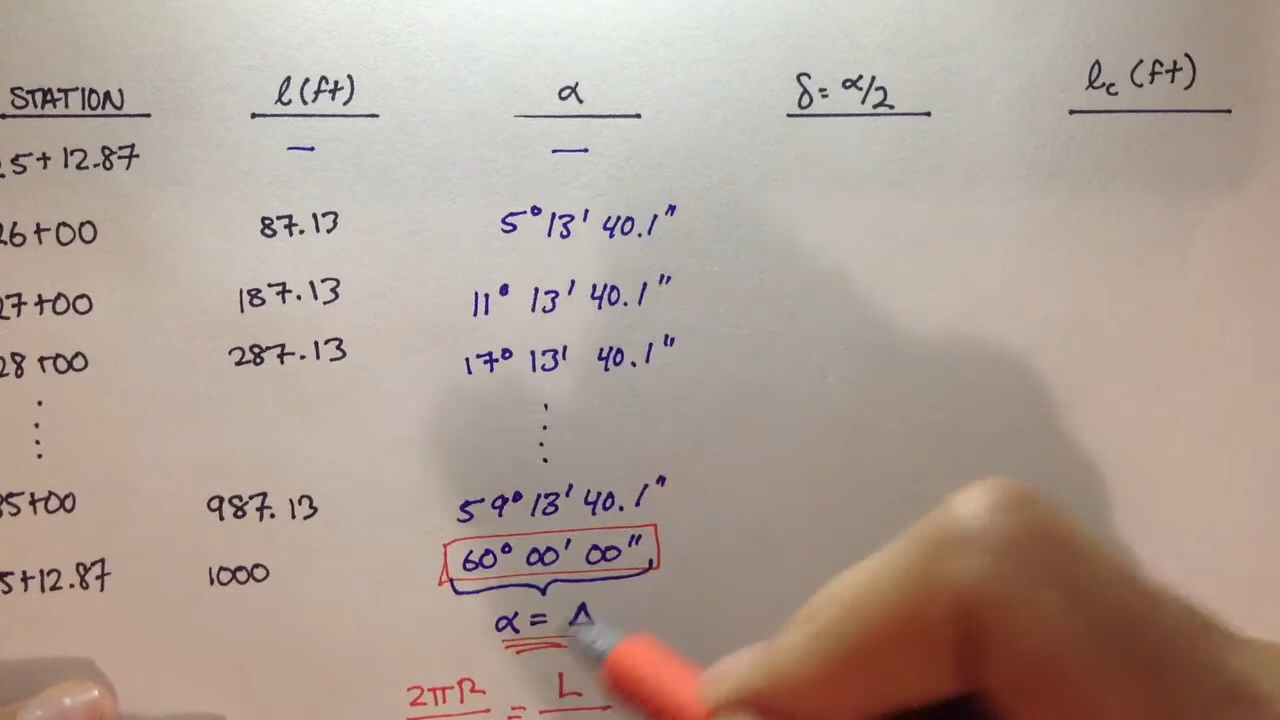 STATION l(ft) α δ = α/2 lc (ft)
.5+12.87 — —
26+00 87.13 5° 13' 40.1"
27+00 187.13 11° 13' 40.1"
28+00 287.13 17° 13' 40.1"
⋮ ⋮
35+00 987.13 59° 13' 40.1"
5+12.87 1000 60° 00' 00"
α = Δ
2πR = L